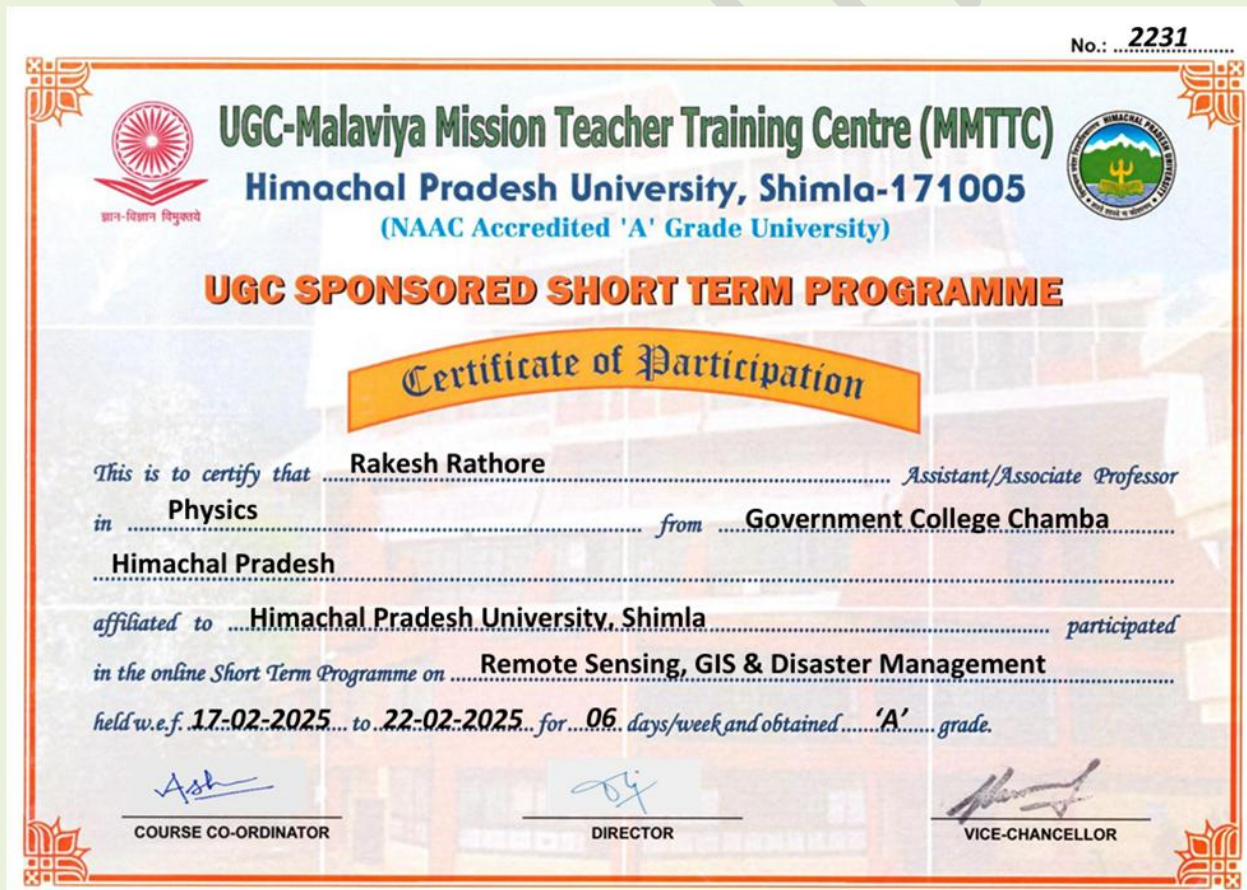 No.: 2231
UGC-Malaviya Mission Teacher Training Centre (MMTTC)
Himachal Pradesh University, Shimla-171005
(NAAC Accredited 'A' Grade University)
ज्ञान-विज्ञान विमुक्तये
HIMACHAL PRADESH UNIVERSITY
UGC SPONSORED SHORT TERM PROGRAMME
Certificate of Participation
This is to certify that Rakesh Rathore Assistant/Associate Professor
in Physics from Government College Chamba
Himachal Pradesh
affiliated to Himachal Pradesh University, Shimla participated
in the online Short Term Programme on Remote Sensing, GIS & Disaster Management
held w.e.f. 17-02-2025 to 22-02-2025 for 06 days/week and obtained 'A' grade.
COURSE CO-ORDINATOR
DIRECTOR
VICE-CHANCELLOR